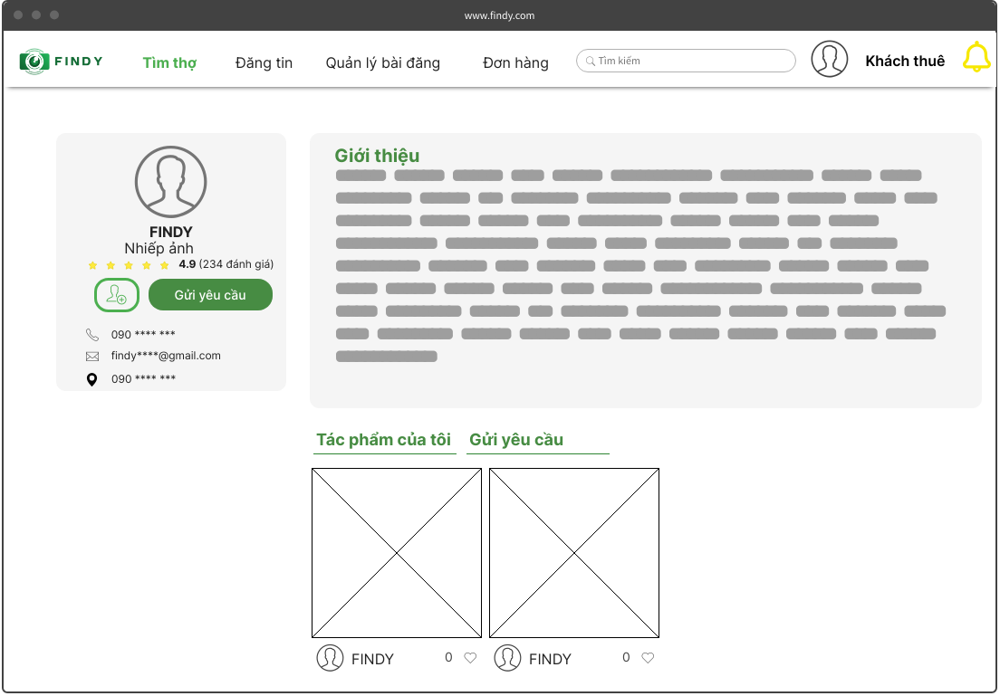 www.findy.com
FINDY
Tìm thợ
Đăng tin
Quản lý bài đăng
Đơn hàng
Tìm kiếm
Khách thuê
FINDY
Nhiếp ảnh
4.9 (234 đánh giá)
Gửi yêu cầu
090 **** ***
findy****@gmail.com
090 **** ***
Giới thiệu
Tác phẩm của tôi
Gửi yêu cầu
FINDY
0
FINDY
0